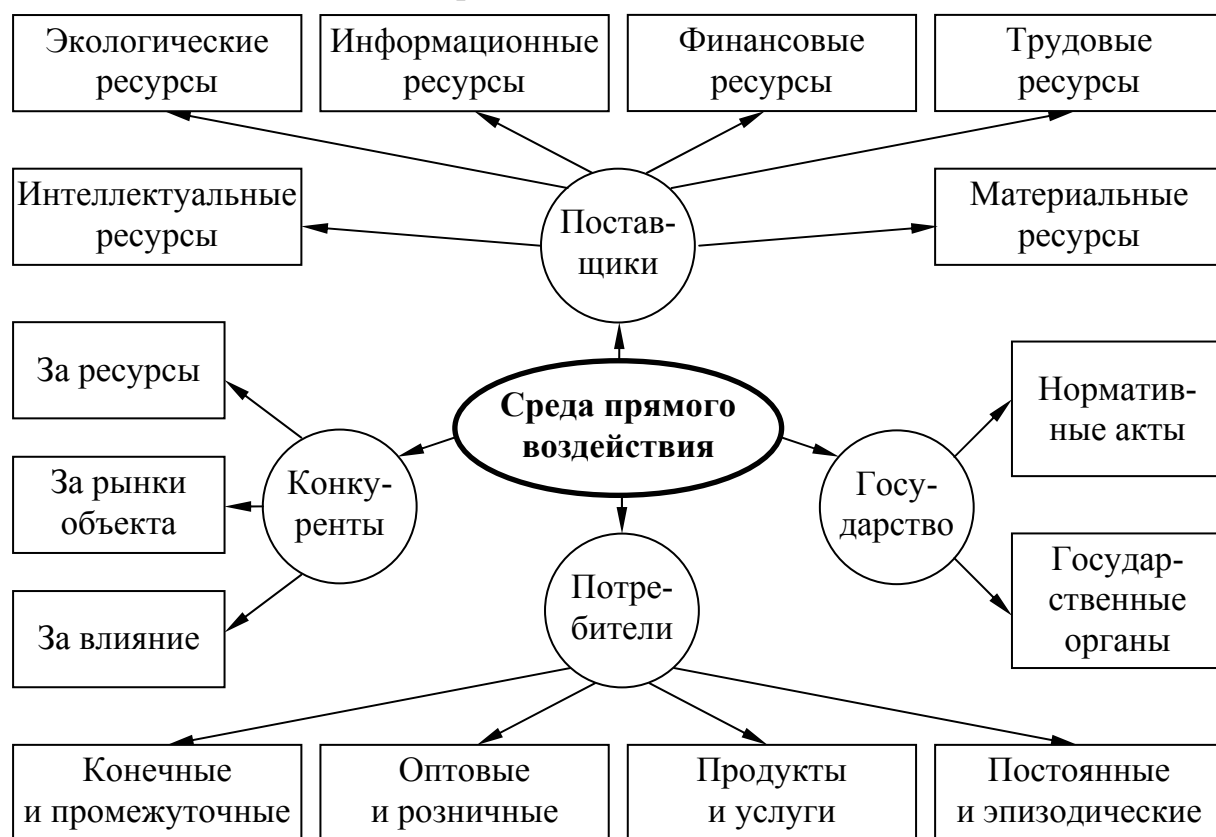 Экологические
ресурсы
Информационные
ресурсы
Финансовые
ресурсы
Трудовые
ресурсы
Интеллектуальные
ресурсы
Постав-
щики
Материальные
ресурсы
За ресурсы
Среда прямого
воздействия
Норматив-
ные акты
За рынки
объекта
Конку-
ренты
Госу-
дарство
За влияние
Потре-
бители
Государ-
ственные
органы
Конечные
и промежуточные
Оптовые
и розничные
Продукты
и услуги
Постоянные
и эпизодические